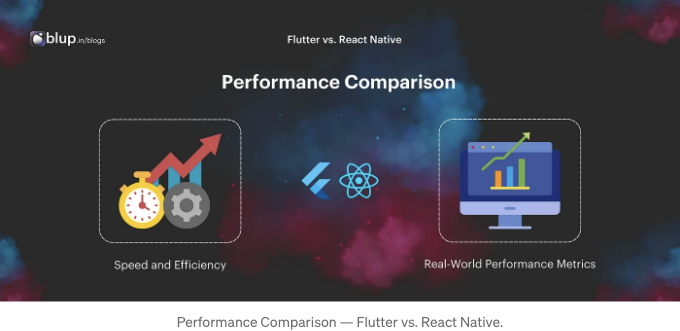 blup.in/blogs
Flutter vs. React Native
Performance Comparison
Speed and Efficiency
Real-World Performance Metrics
Performance Comparison — Flutter vs. React Native.